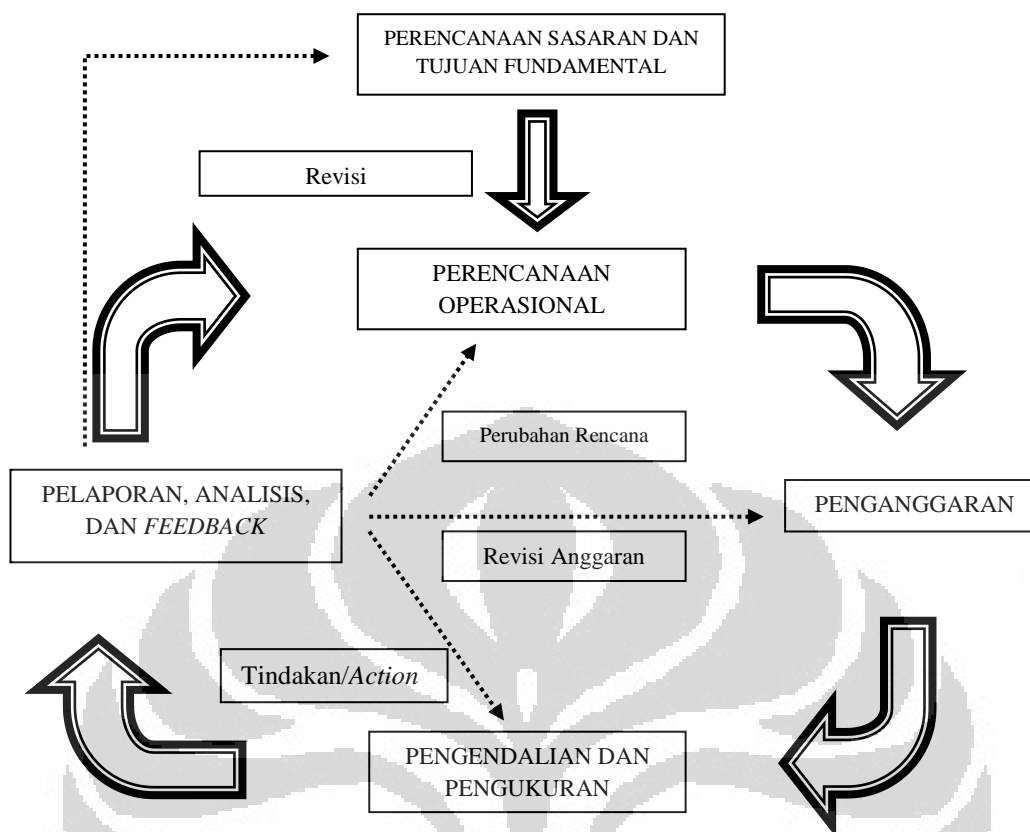 PERENCANAAN SASARAN DAN
TUJUAN FUNDAMENTAL
Revisi
PERENCANAAN
OPERASIONAL
Perubahan Rencana
PELAPORAN, ANALISIS,
DAN FEEDBACK
PENGANGGARAN
Revisi Anggaran
Tindakan/Action
PENGENDALIAN DAN
PENGUKURAN